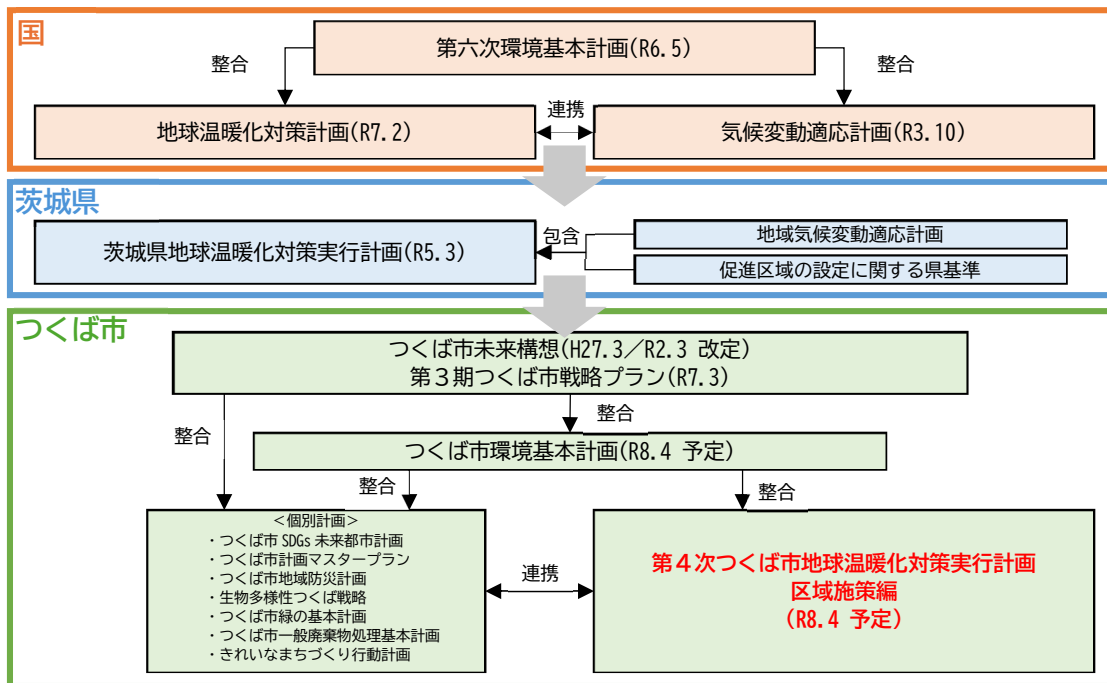 国
第六次環境基本計画(R6.5)
整合
整合
地球温暖化対策計画(R7.2)
連携
気候変動適応計画(R3.10)
茨城県
茨城県地球温暖化対策実行計画(R5.3)
包含
地域気候変動適応計画
促進区域の設定に関する県基準
つくば市
つくば市未来構想(H27.3／R2.3 改定)
第３期つくば市戦略プラン(R7.3)
整合
整合
つくば市環境基本計画(R8.4 予定)
整合
整合
＜個別計画＞
・つくば市 SDGs 未来都市計画
・つくば市計画マスタープラン
・つくば市地域防災計画
・生物多様性つくば戦略
・つくば市緑の基本計画
・つくば市一般廃棄物処理基本計画
・きれいなまちづくり行動計画
連携
第４次つくば市地球温暖化対策実行計画
区域施策編
(R8.4 予定)